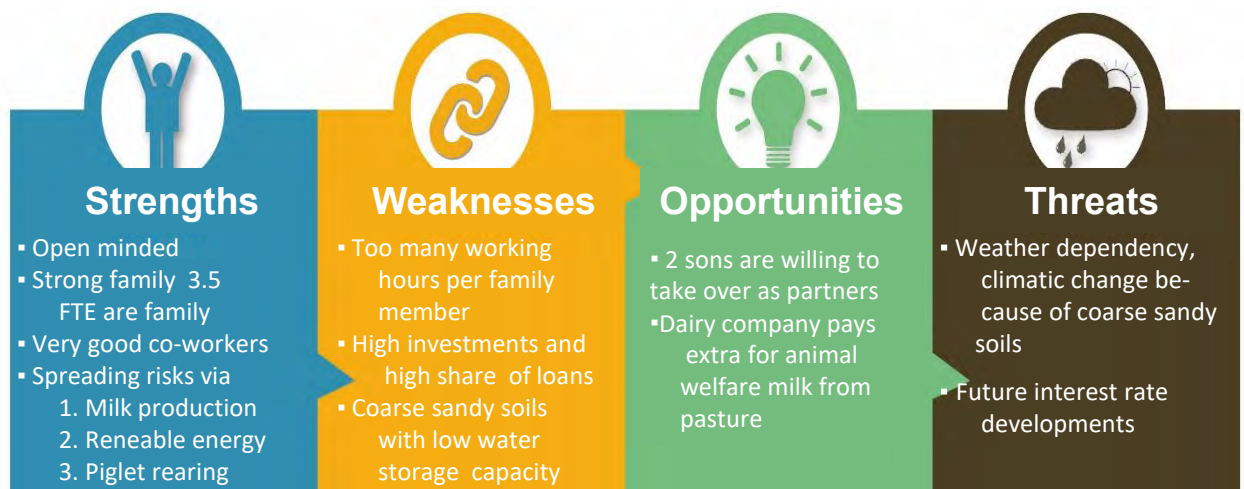 Strengths
▪ Open minded
▪ Strong family 3.5
FTE are family
▪ Very good co-workers
▪ Spreading risks via
1. Milk production
2. Reneable energy
3. Piglet rearing
Weaknesses
▪ Too many working
hours per family
member
▪ High investments and
high share of loans
▪ Coarse sandy soils
with low water
storage capacity
Opportunities
▪ 2 sons are willing to
take over as partners
▪Dairy company pays
extra for animal
welfare milk from
pasture
Threats
▪ Weather dependency,
climatic change be-
cause of coarse sandy
soils
▪ Future interest rate
developments